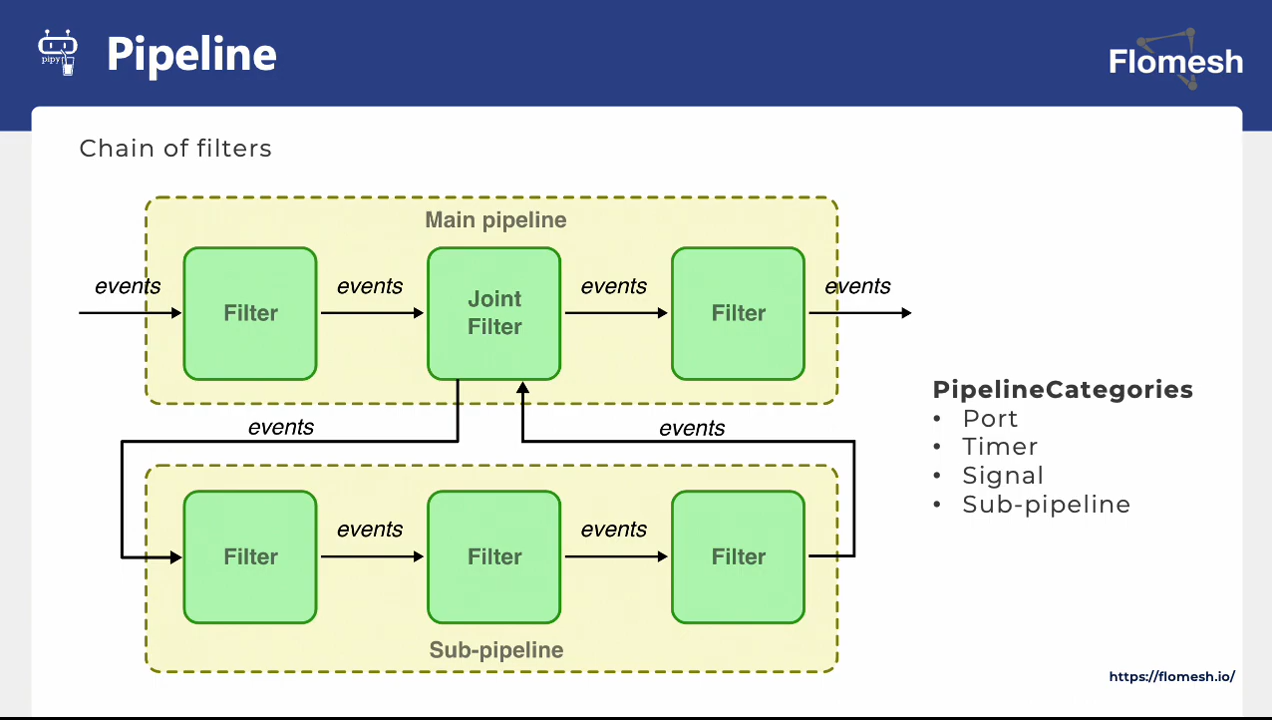 pipy
Pipeline
Flomesh
Chain of filters
Main pipeline
events
Filter
events
Joint
Filter
events
Filter
events
events
events
Filter
events
Filter
events
Filter
Sub-pipeline
PipelineCategories
• Port
• Timer
• Signal
• Sub-pipeline
https://flomesh.io/